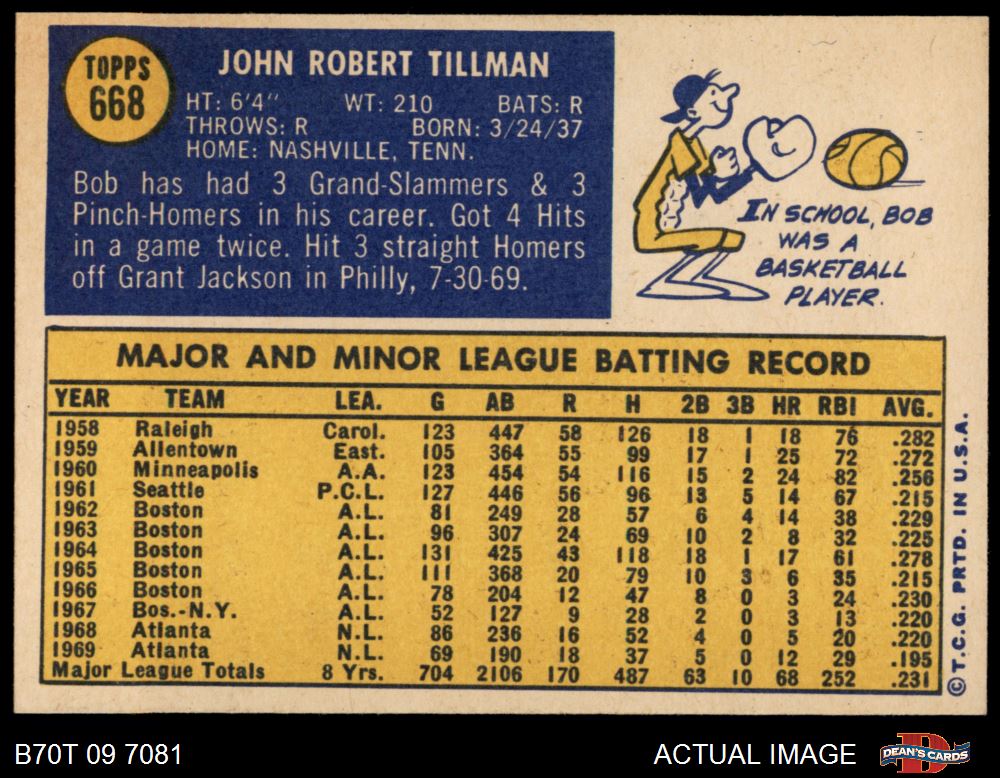 TOPPS
668
JOHN ROBERT TILLMAN
HT: 6'4" WT: 210 BATS: R
THROWS: R BORN: 3/24/37
HOME: NASHVILLE, TENN.
Bob has had 3 Grand-Slammers & 3
Pinch-Homers in his career. Got 4 Hits
in a game twice. Hit 3 straight Homers
off Grant Jackson in Philly, 7-30-69.
IN SCHOOL, BOB
WAS A
BASKETBALL
PLAYER.
MAJOR AND MINOR LEAGUE BATTING RECORD
YEAR TEAM LEA. G AB R H 2B 3B HR RBI AVG.
1958 Raleigh Carol. 123 447 58 126 18 1 18 76 .282
1959 Allentown East. 105 364 55 99 17 1 25 72 .272
1960 Minneapolis A.A. 123 454 54 116 15 2 24 82 .256
1961 Seattle P.C.L. 127 446 56 96 13 5 14 67 .215
1962 Boston A.L. 81 249 28 57 6 4 14 38 .229
1963 Boston A.L. 96 307 24 69 10 2 8 32 .225
1964 Boston A.L. 131 425 43 118 18 1 17 61 .278
1965 Boston A.L. 111 368 20 79 10 3 6 35 .215
1966 Boston A.L. 78 204 12 47 8 0 3 24 .230
1967 Bos.-N.Y. A.L. 52 127 9 28 2 0 3 13 .220
1968 Atlanta N.L. 86 236 16 52 4 0 5 20 .220
1969 Atlanta N.L. 69 190 18 37 5 0 12 29 .195
Major League Totals 8 Yrs. 704 2106 170 487 63 10 68 252 .231
© T.C.G. PRTD. IN U.S.A.
B70T 09 7081 ACTUAL IMAGE
DEAN'S CARDS